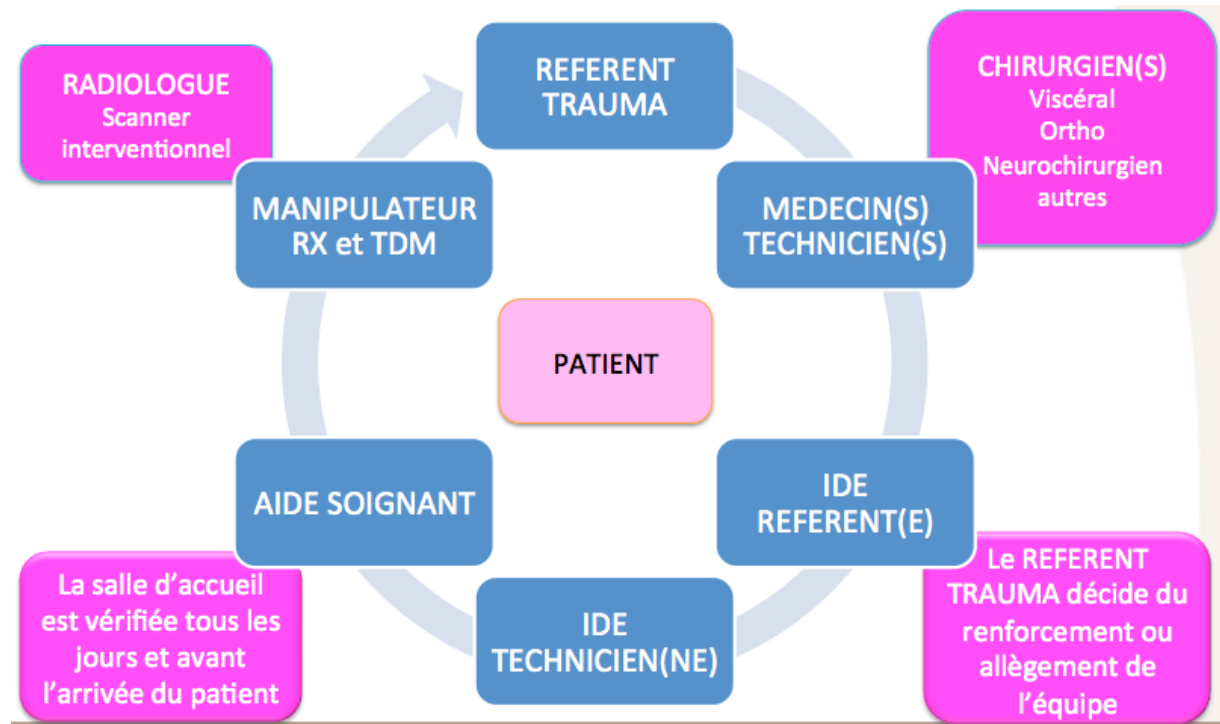 RADIOLOGUE
Scanner
interventionnel
REFERENT
TRAUMA
CHIRURGIEN(S)
Viscéral
Ortho
Neurochirurgien
autres
MANIPULATEUR
RX et TDM
MEDECIN(S)
TECHNICIEN(S)
PATIENT
AIDE SOIGNANT
IDE
REFERENT(E)
La salle d’accueil
est vérifiée tous les
jours et avant
l’arrivée du patient
IDE
TECHNICIEN(NE)
Le REFERENT
TRAUMA décide du
renforcement ou
allègement de
l’équipe